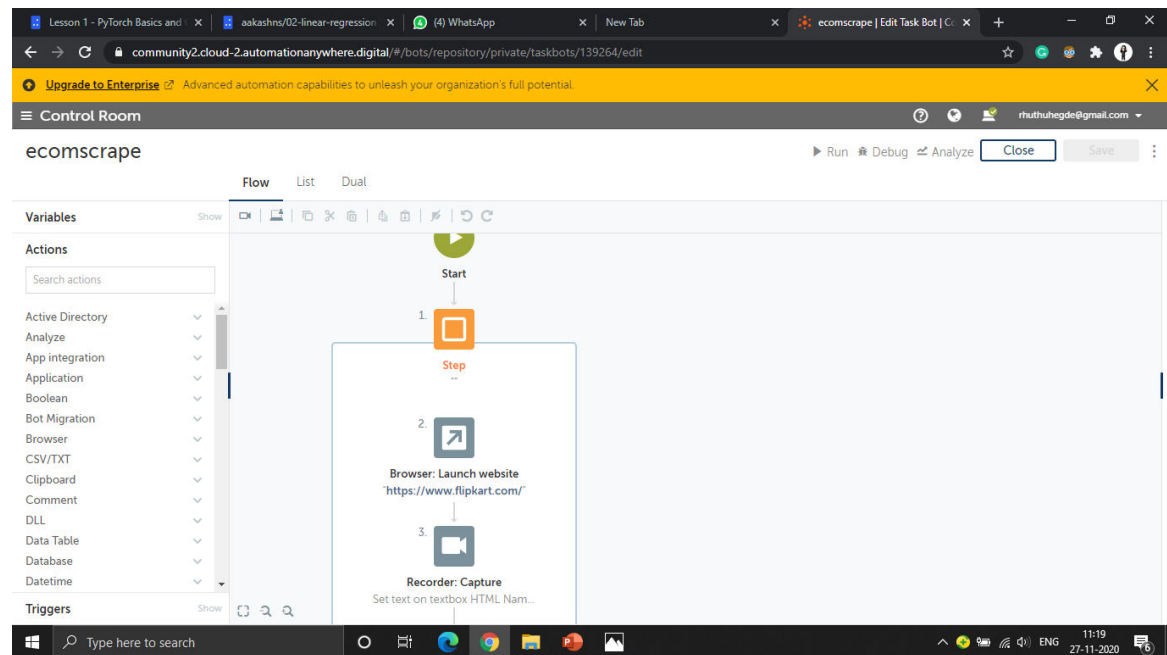 Lesson 1 - PyTorch Basics and
aakashns/02-linear-regression
(4) WhatsApp
New Tab
ecomscrape | Edit Task Bot | Co
community2.cloud-2.automationanywhere.digital/#/bots/repository/private/taskbots/139264/edit
Upgrade to Enterprise Advanced automation capabilities to unleash your organization's full potential.
Control Room
rhuthuhegde@gmail.com
ecomscrape
Run Debug Analyze Close Save
Flow List Dual
Variables Show
Actions
Search actions
Active Directory
Analyze
App integration
Application
Boolean
Bot Migration
Browser
CSV/TXT
Clipboard
Comment
DLL
Data Table
Database
Datetime
Triggers Show
Start
1.
Step
--
2.
Browser: Launch website
"https://www.flipkart.com/"
3.
Recorder: Capture
Set text on textbox HTML Nam...
Type here to search
ENG
11:19
27-11-2020
6